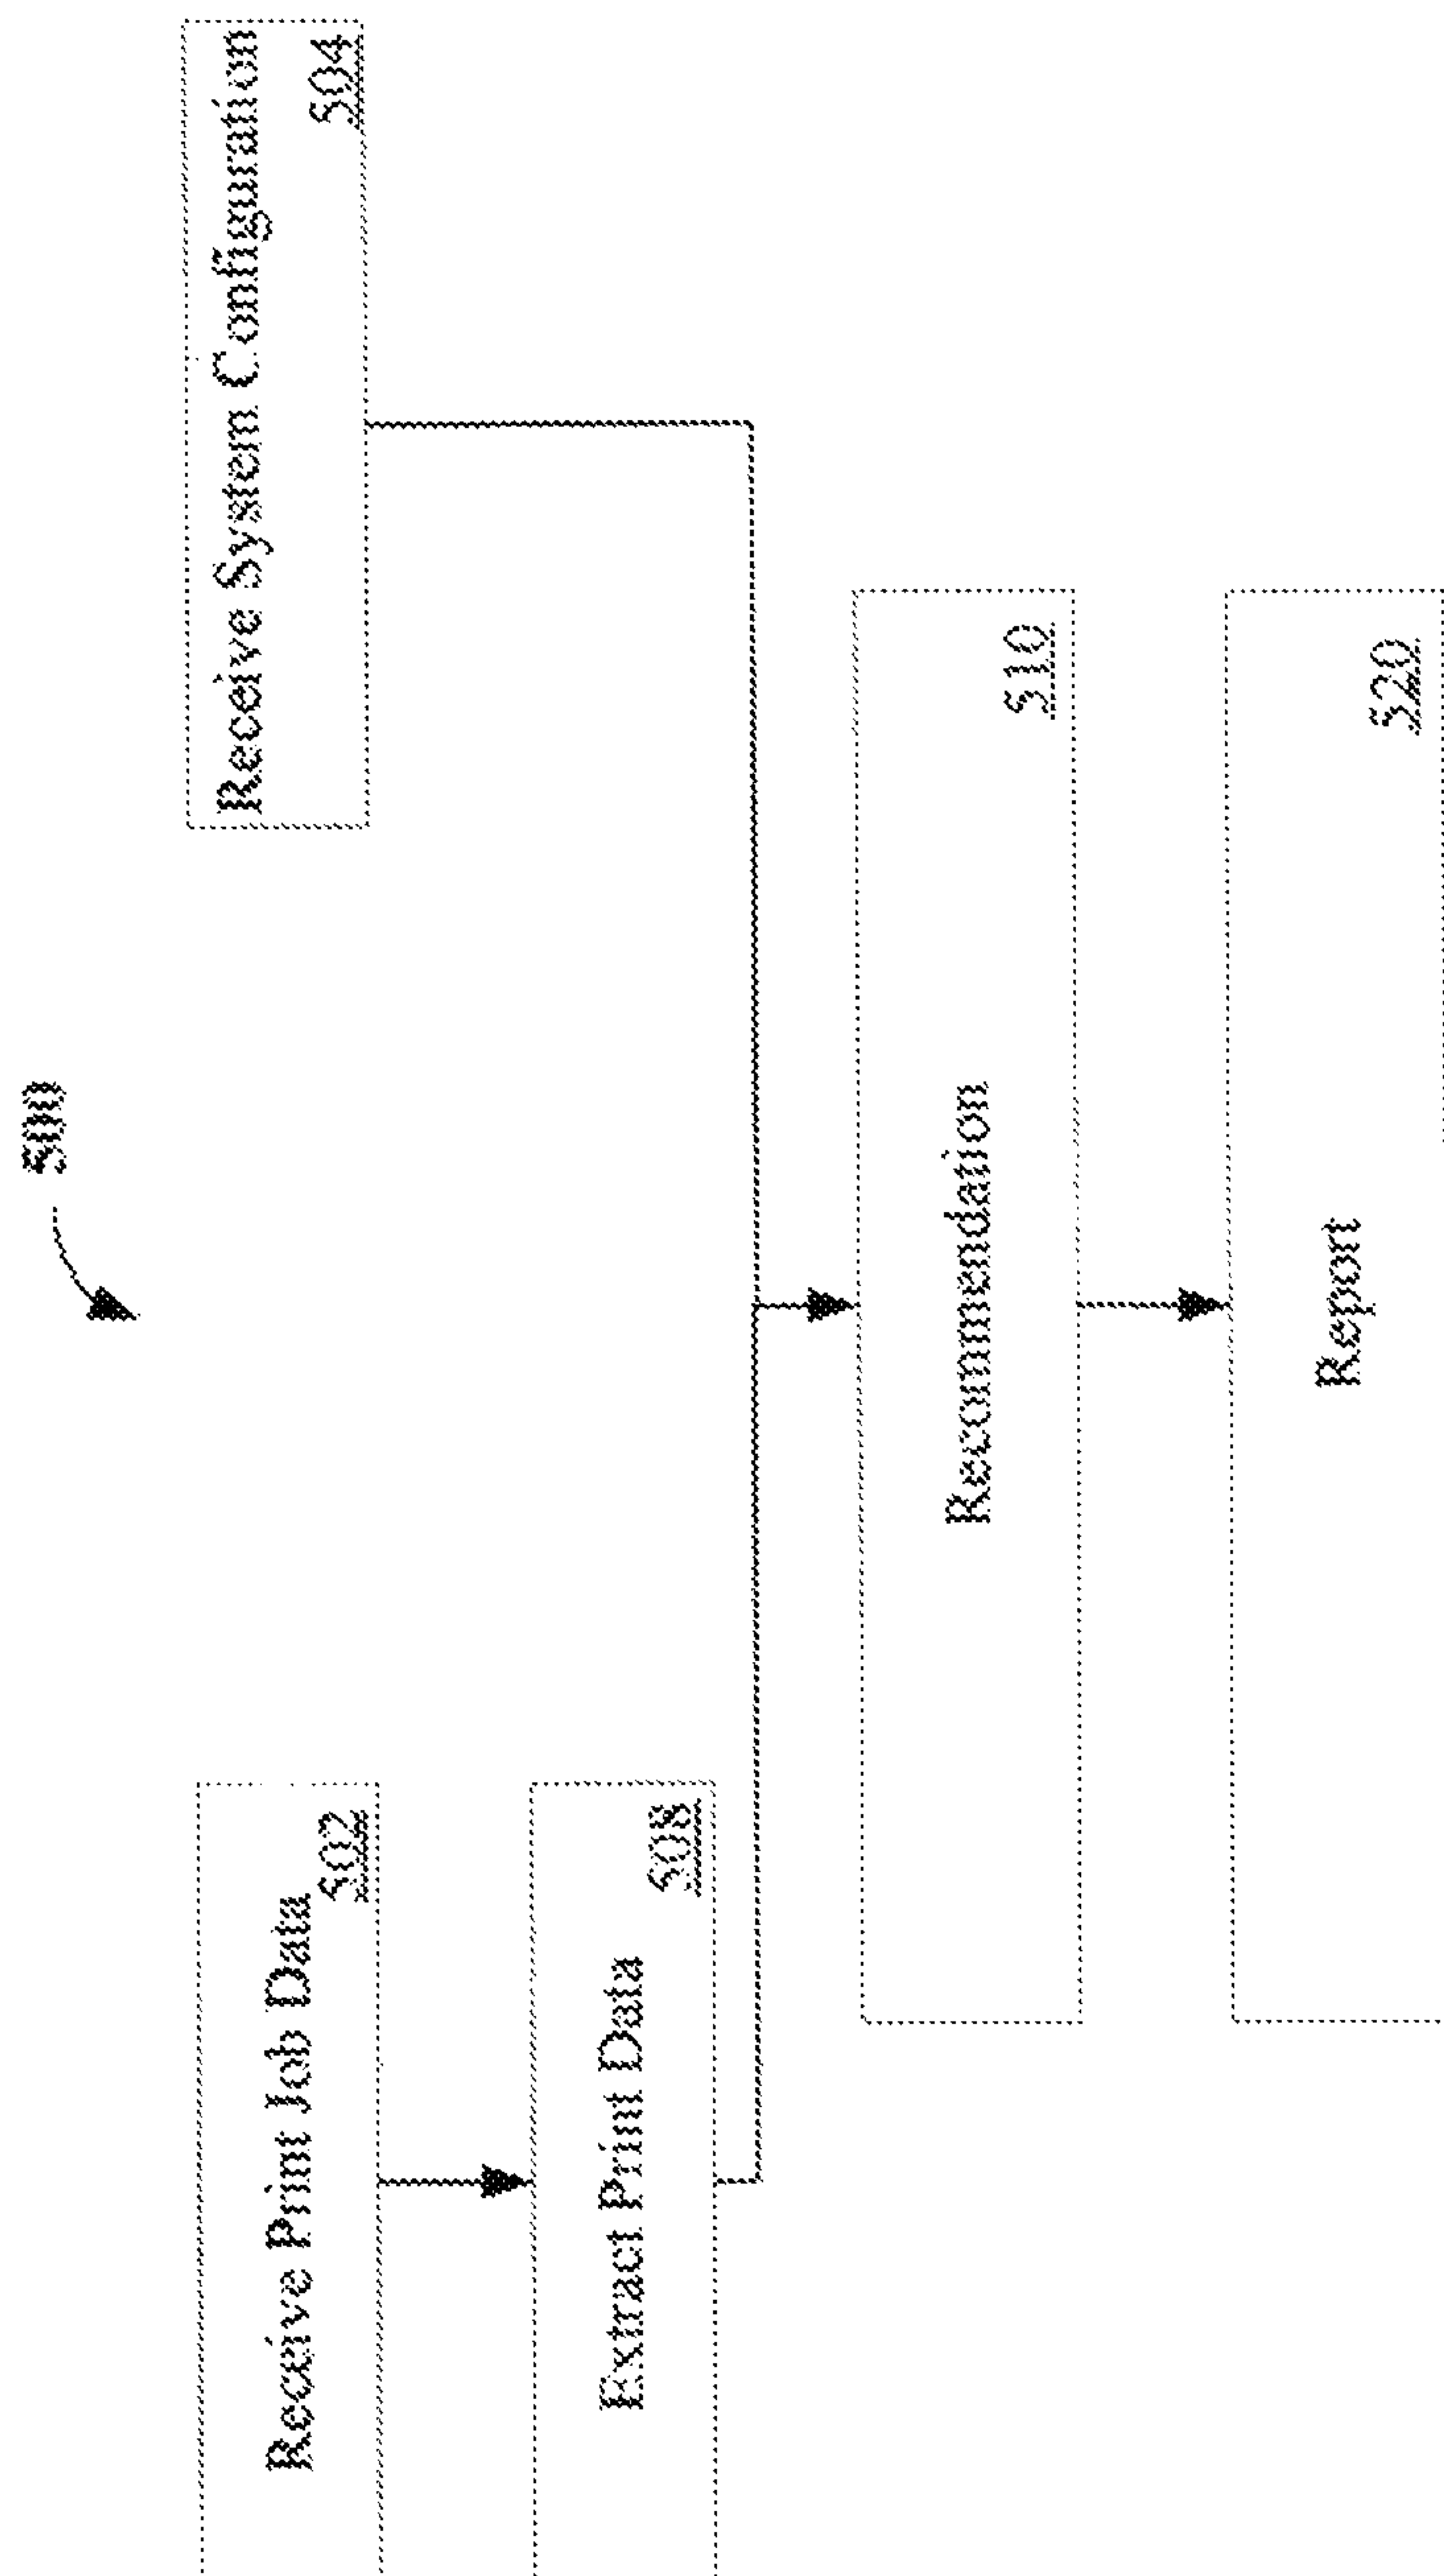 500
Receive Print Job Data
502
Receive System Configuration
504
Extract Print Data
508
Recommendation
510
Report
520